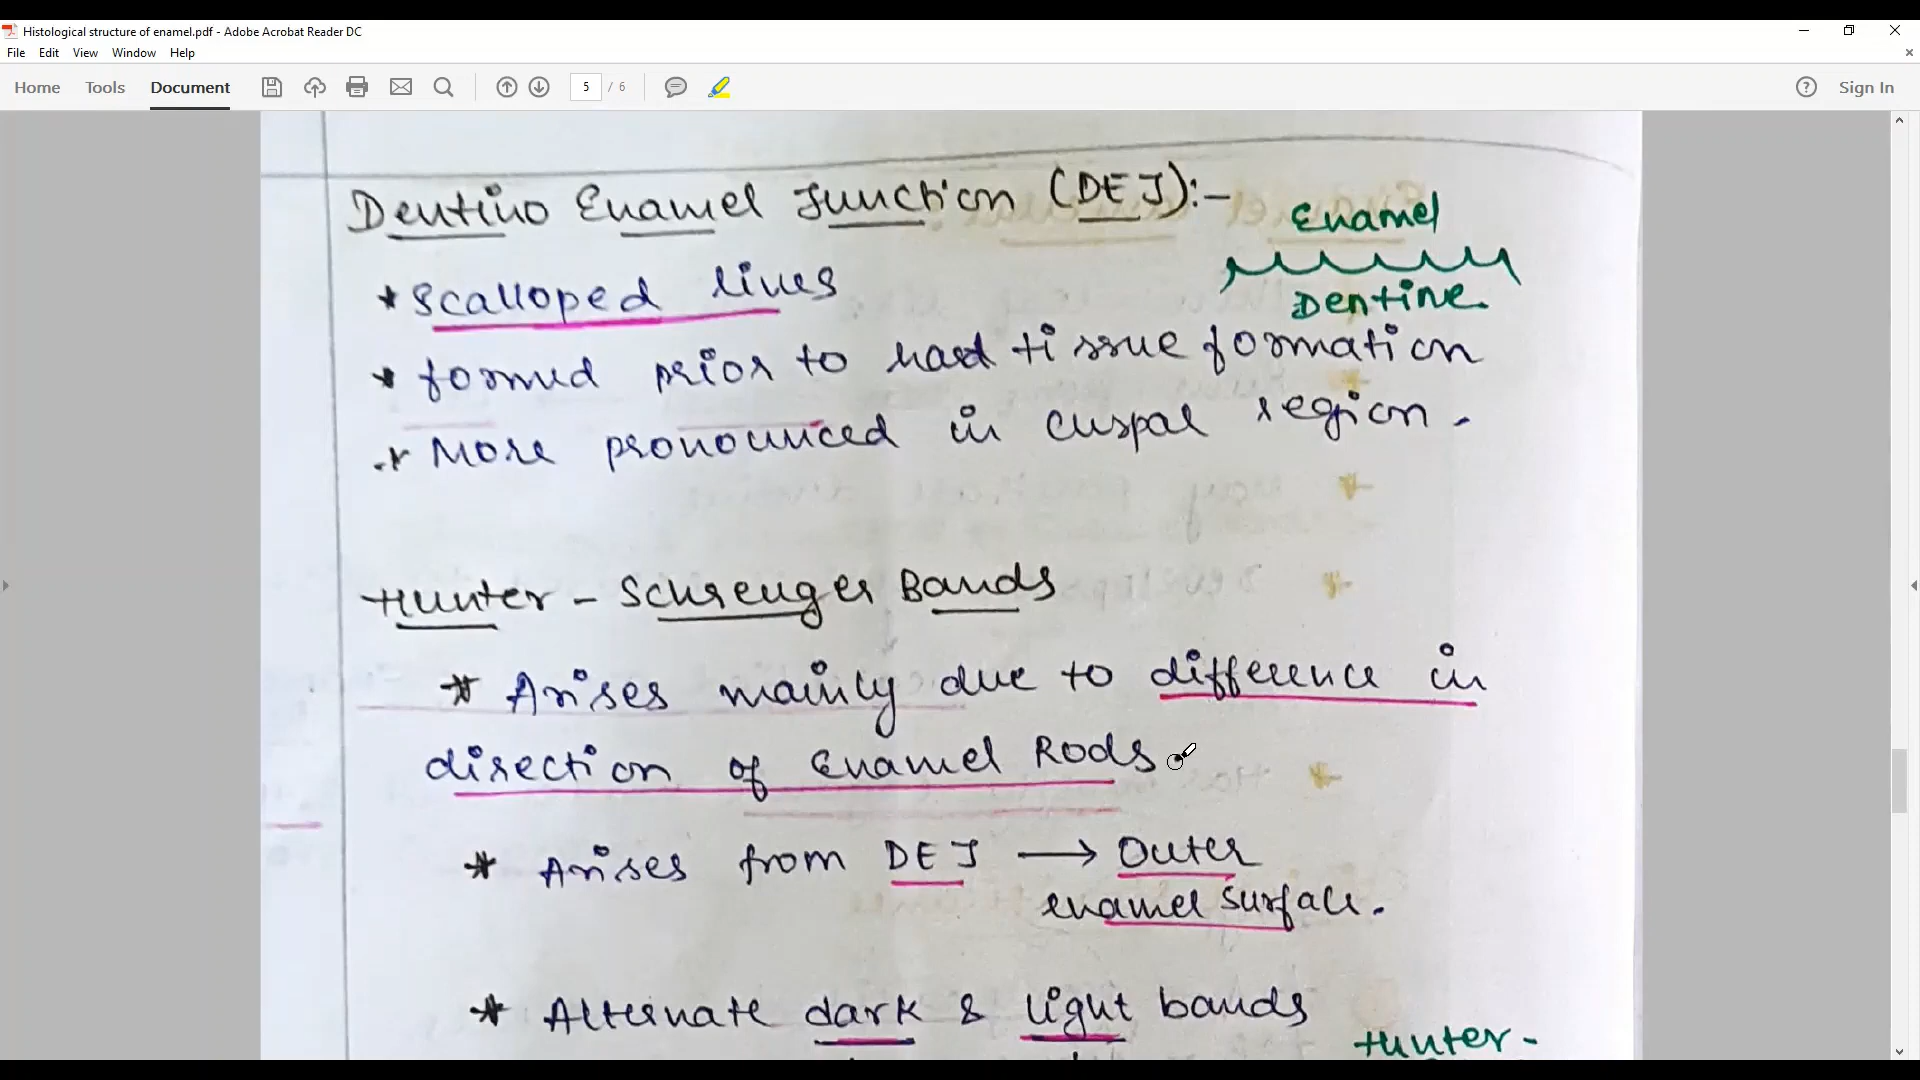 Histological structure of enamel.pdf - Adobe Acrobat Reader DC
File Edit View Window Help
Home Tools Document 5 / 6 Sign In
Dentino Enamel Junction (DEJ):-
Enamel
Dentine
* Scalloped lines
* formed prior to hard tissue formation
* More pronounced in cuspal region.
Hunter - Schreuger Bands
* Arises mainly due to difference in
direction of Enamel Rods.
* Arises from DEJ → Outer
enamel surface.
* Alternate dark & light bands
Hunter-